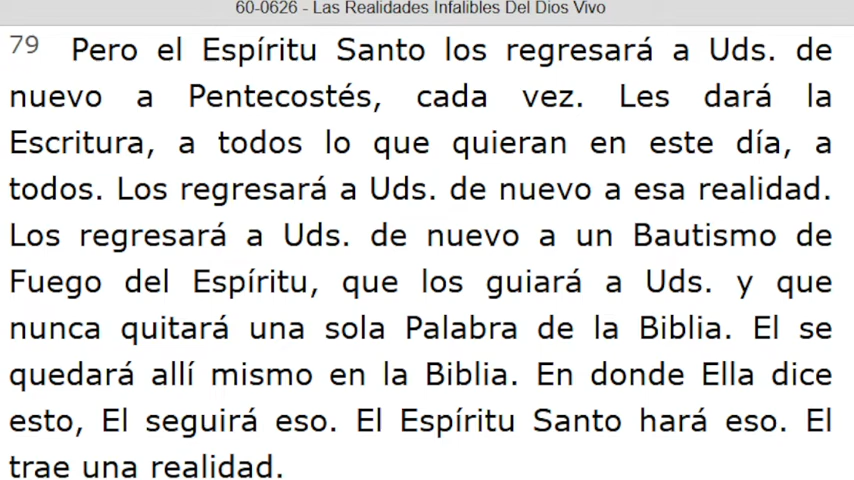 60-0626 - Las Realidades Infalibles Del Dios Vivo
79 Pero el Espíritu Santo los regresará a Uds. de
nuevo a Pentecostés, cada vez. Les dará la
Escritura, a todos lo que quieran en este día, a
todos. Los regresará a Uds. de nuevo a esa realidad.
Los regresará a Uds. de nuevo a un Bautismo de
Fuego del Espíritu, que los guiará a Uds. y que
nunca quitará una sola Palabra de la Biblia. El se
quedará allí mismo en la Biblia. En donde Ella dice
esto, El seguirá eso. El Espíritu Santo hará eso. El
trae una realidad.